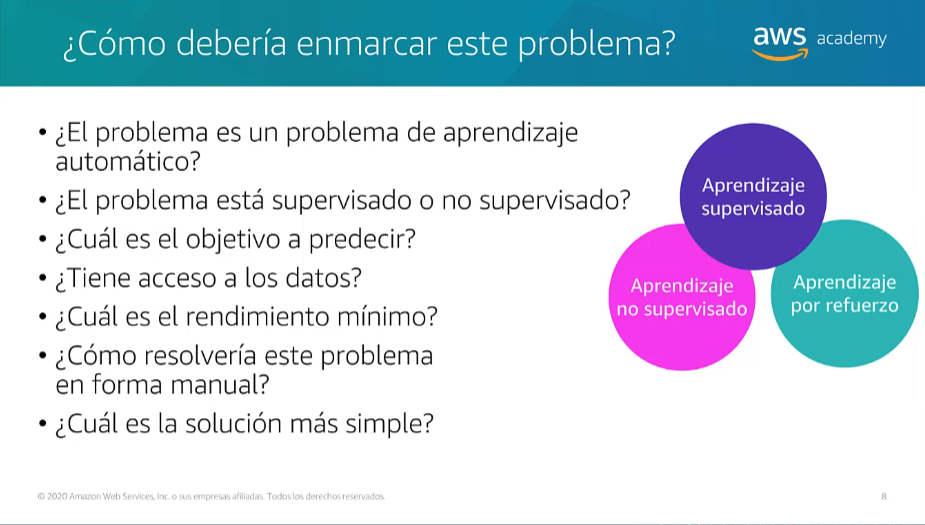 ¿Cómo debería enmarcar este problema?
aws academy
• ¿El problema es un problema de aprendizaje
automático?
• ¿El problema está supervisado o no supervisado?
• ¿Cuál es el objetivo a predecir?
• ¿Tiene acceso a los datos?
• ¿Cuál es el rendimiento mínimo?
• ¿Cómo resolvería este problema
en forma manual?
• ¿Cuál es la solución más simple?
Aprendizaje
supervisado
Aprendizaje
no supervisado
Aprendizaje
por refuerzo
© 2020 Amazon Web Services, Inc. o sus empresas afiliadas. Todos los derechos reservados.
8